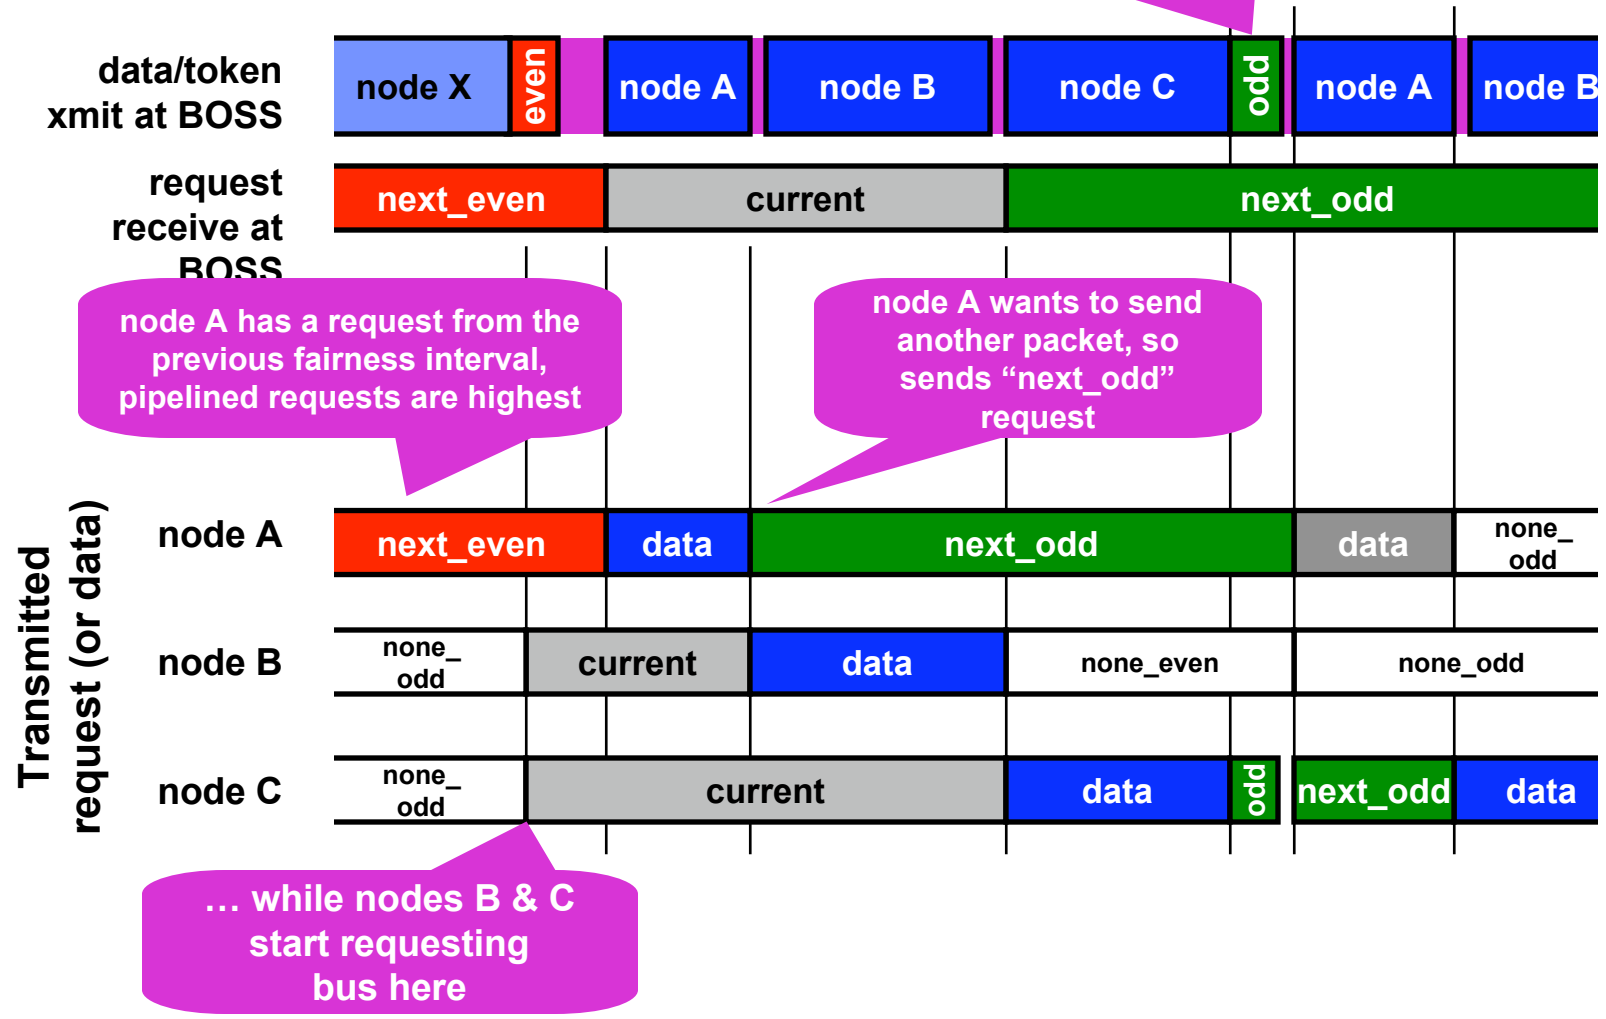 data/token
xmit at BOSS
node X
even
node A
node B
node C
odd
node A
node B
request
receive at
BOSS
next_even
current
next_odd
node A has a request from the
previous fairness interval,
pipelined requests are highest
node A wants to send
another packet, so
sends “next_odd”
request
Transmitted
request (or data)
node A
next_even
data
next_odd
data
none_
odd
node B
none_
odd
current
data
none_even
none_odd
node C
none_
odd
current
data
odd
next_odd
data
… while nodes B & C
start requesting
bus here